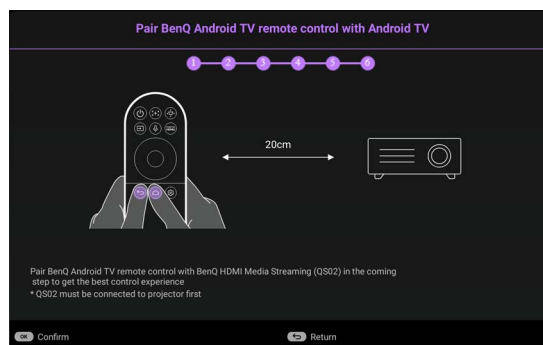 Pair BenQ Android TV remote control with Android TV
1 2 3 4 5 6
20cm
Pair BenQ Android TV remote control with BenQ HDMI Media Streaming (QS02) in the coming
step to get the best control experience
* QS02 must be connected to projector first
OK Confirm Return